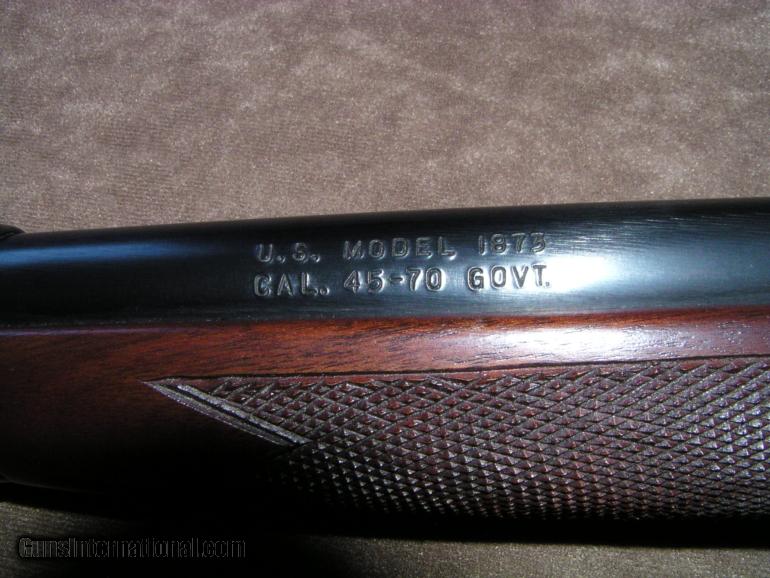 U.S. MODEL 1873
CAL. 45-70 GOVT.
GunsInternational.com